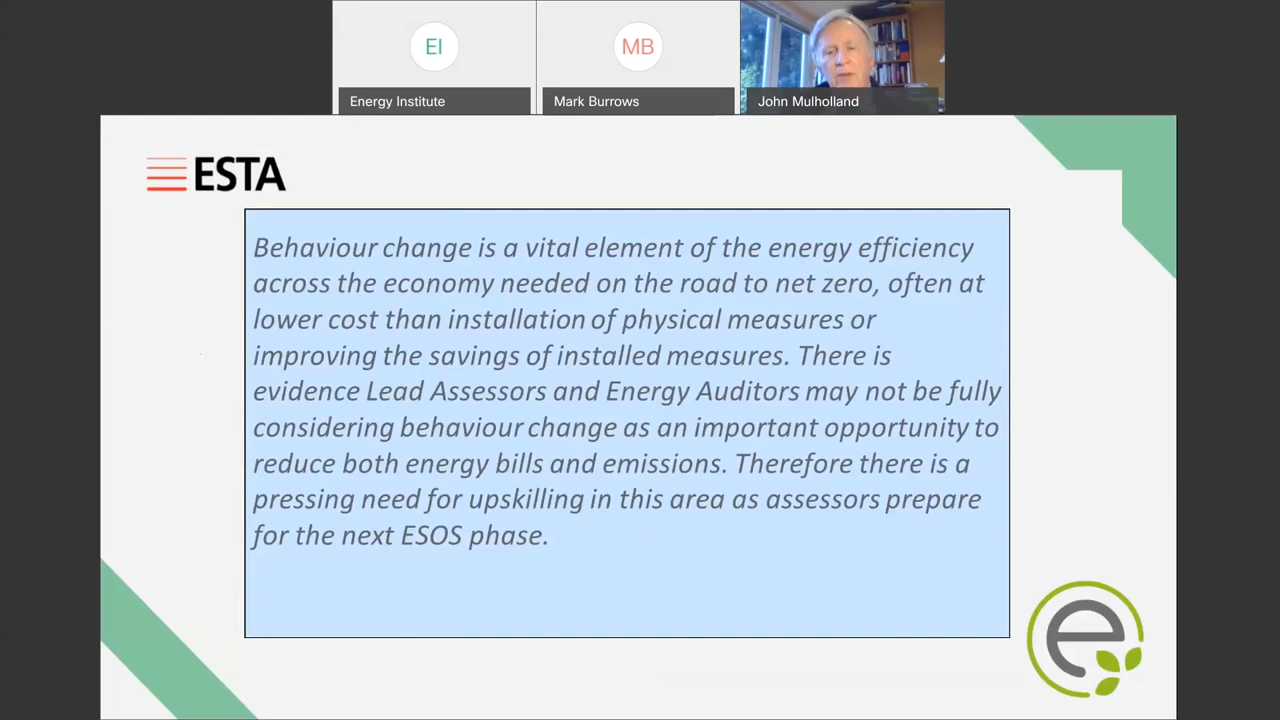 EI
MB
Energy Institute
Mark Burrows
John Mulholland
ESTA
Behaviour change is a vital element of the energy efficiency
across the economy needed on the road to net zero, often at
lower cost than installation of physical measures or
improving the savings of installed measures. There is
evidence Lead Assessors and Energy Auditors may not be fully
considering behaviour change as an important opportunity to
reduce both energy bills and emissions. Therefore there is a
pressing need for upskilling in this area as assessors prepare
for the next ESOS phase.
e